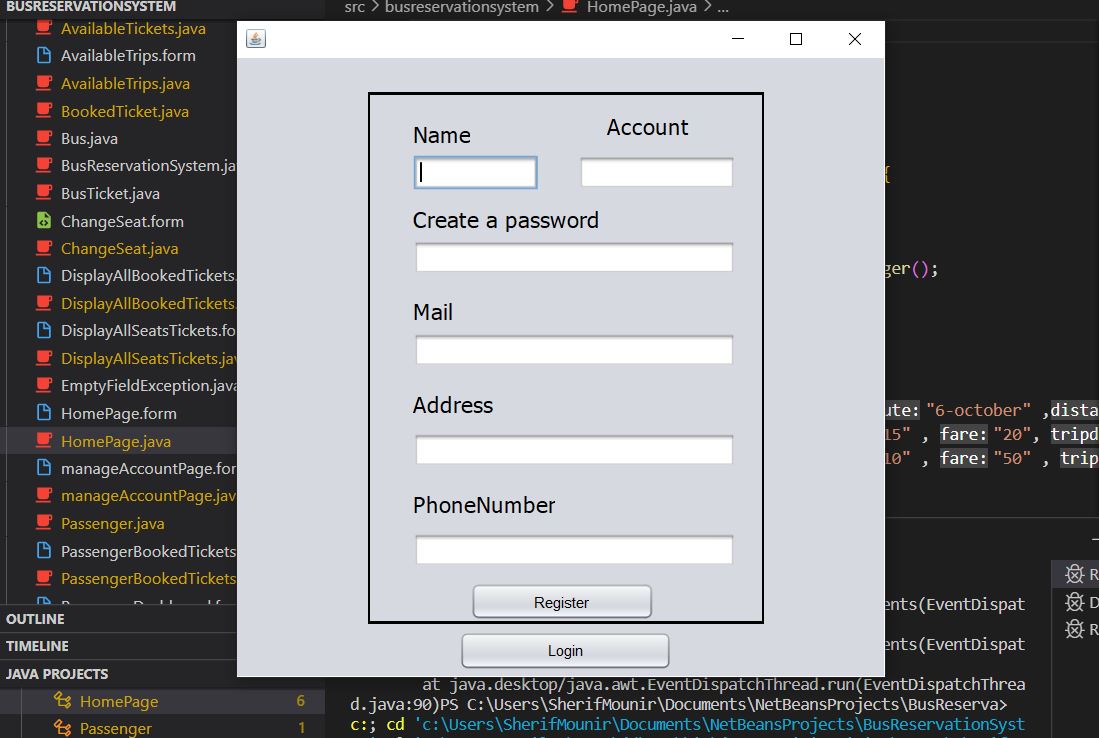 BUSRESERVATIONSYSTEM
src > busreservationsystem > HomePage.java > ...
AvailableTickets.java
AvailableTrips.form
AvailableTrips.java
BookedTicket.java
Bus.java
BusReservationSystem.ja
BusTicket.java
ChangeSeat.form
ChangeSeat.java
DisplayAllBookedTickets.
DisplayAllBookedTickets.
DisplayAllSeatsTickets.fo
DisplayAllSeatsTickets.jav
EmptyFieldException.java
HomePage.form
HomePage.java
manageAccountPage.for
manageAccountPage.jav
Passenger.java
PassengerBookedTickets
PassengerBookedTickets
OUTLINE
TIMELINE
JAVA PROJECTS
HomePage 6
Passenger 1
Name
Account
Create a password
Mail
Address
PhoneNumber
Register
Login
{
ger();
ute: "6-october" ,dista
15" , fare: "20", tripd
10" , fare: "50" , trip
ents(EventDispat
ents(EventDispat
at java.desktop/java.awt.EventDispatchThread.run(EventDispatchThrea
d.java:90)PS C:\Users\SherifMounir\Documents\NetBeansProjects\BusReserva>
c:; cd 'c:\Users\SherifMounir\Documents\NetBeansProjects\BusReservationSyst
R
D
R